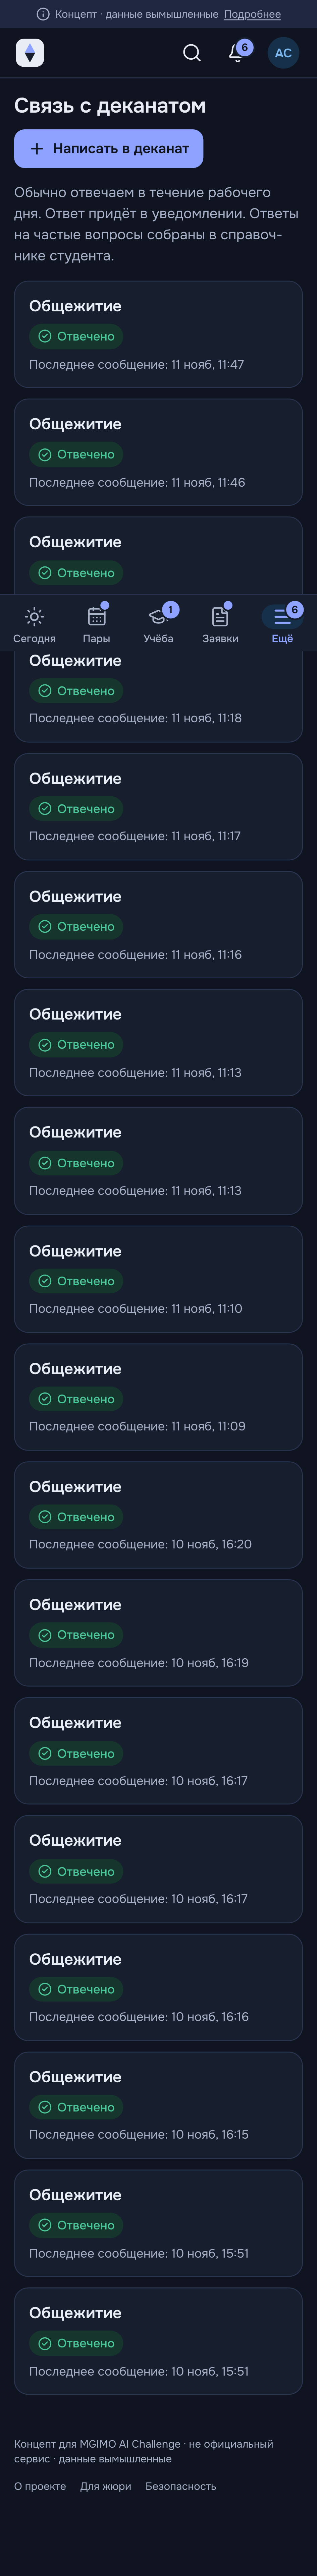 Концепт · данные вымышленные Подробнее
6
АС
Связь с деканатом
Написать в деканат
Обычно отвечаем в течение рабочего
дня. Ответ придёт в уведомлении. Ответы
на частые вопросы собраны в справоч-
нике студента.
Общежитие
Отвечено
Последнее сообщение: 11 нояб, 11:47
Общежитие
Отвечено
Последнее сообщение: 11 нояб, 11:46
Общежитие
Отвечено
1
6
Сегодня Пары Учёба Заявки Ещё
Общежитие
Отвечено
Последнее сообщение: 11 нояб, 11:18
Общежитие
Отвечено
Последнее сообщение: 11 нояб, 11:17
Общежитие
Отвечено
Последнее сообщение: 11 нояб, 11:16
Общежитие
Отвечено
Последнее сообщение: 11 нояб, 11:13
Общежитие
Отвечено
Последнее сообщение: 11 нояб, 11:13
Общежитие
Отвечено
Последнее сообщение: 11 нояб, 11:10
Общежитие
Отвечено
Последнее сообщение: 11 нояб, 11:09
Общежитие
Отвечено
Последнее сообщение: 10 нояб, 16:20
Общежитие
Отвечено
Последнее сообщение: 10 нояб, 16:19
Общежитие
Отвечено
Последнее сообщение: 10 нояб, 16:17
Общежитие
Отвечено
Последнее сообщение: 10 нояб, 16:17
Общежитие
Отвечено
Последнее сообщение: 10 нояб, 16:16
Общежитие
Отвечено
Последнее сообщение: 10 нояб, 16:15
Общежитие
Отвечено
Последнее сообщение: 10 нояб, 15:51
Общежитие
Отвечено
Последнее сообщение: 10 нояб, 15:51
Концепт для MGIMO AI Challenge · не официальный
сервис · данные вымышленные
О проекте Для жюри Безопасность